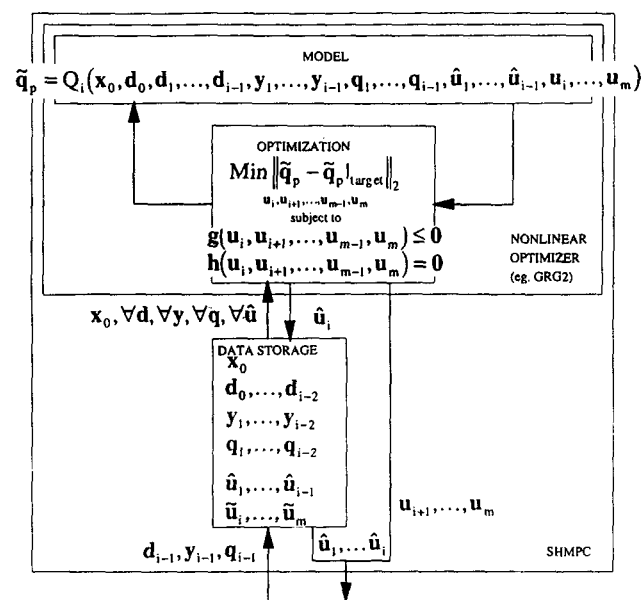 MODEL
q̃ₚ = Qᵢ(x₀, d₀, d₁,…, dᵢ₋₁, y₁,…, yᵢ₋₁, q₁,…, qᵢ₋₁, û₁,…, ûᵢ₋₁, uᵢ,…, uₘ)
OPTIMIZATION
Min ‖q̃ₚ − q̃ₚ|target‖₂
uᵢ,uᵢ₊₁,…,uₘ₋₁,uₘ
subject to
g(uᵢ,uᵢ₊₁,…,uₘ₋₁,uₘ) ≤ 0
h(uᵢ,uᵢ₊₁,…,uₘ₋₁,uₘ) = 0
NONLINEAR
OPTIMIZER
(eg. GRG2)
x₀, ∀d, ∀y, ∀q, ∀û
ûᵢ
DATA STORAGE
x₀
d₀,…, dᵢ₋₂
y₁,…, yᵢ₋₂
q₁,…, qᵢ₋₂
û₁,…, ûᵢ₋₁
ũᵢ,…, ũₘ
uᵢ₊₁,…, uₘ
dᵢ₋₁, yᵢ₋₁, qᵢ₋₁
û₁,… ûᵢ
SHMPC